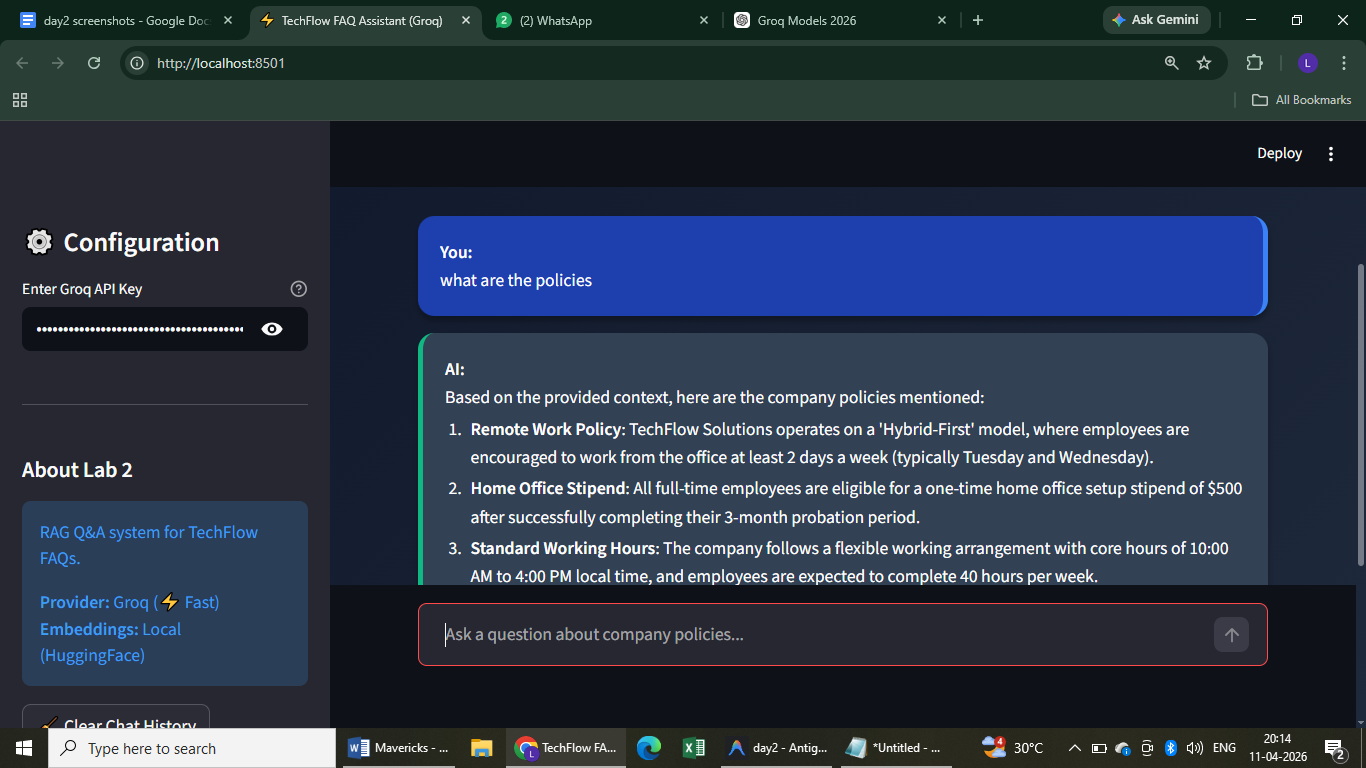 day2 screenshots - Google Doc
TechFlow FAQ Assistant (Groq)
2
(2) WhatsApp
Groq Models 2026
Ask Gemini
http://localhost:8501
L
All Bookmarks
Deploy
Configuration
Enter Groq API Key
About Lab 2
RAG Q&A system for TechFlow
FAQs.
Provider: Groq (⚡ Fast)
Embeddings: Local
(HuggingFace)
Clear Chat History
You:
what are the policies
AI:
Based on the provided context, here are the company policies mentioned:
1. Remote Work Policy: TechFlow Solutions operates on a 'Hybrid-First' model, where employees are
encouraged to work from the office at least 2 days a week (typically Tuesday and Wednesday).
2. Home Office Stipend: All full-time employees are eligible for a one-time home office setup stipend of $500
after successfully completing their 3-month probation period.
3. Standard Working Hours: The company follows a flexible working arrangement with core hours of 10:00
AM to 4:00 PM local time, and employees are expected to complete 40 hours per week.
Ask a question about company policies...
Type here to search
Mavericks - ...
TechFlow FA...
day2 - Antig...
*Untitled - ...
4
30°C
ENG
20:14
11-04-2026
2